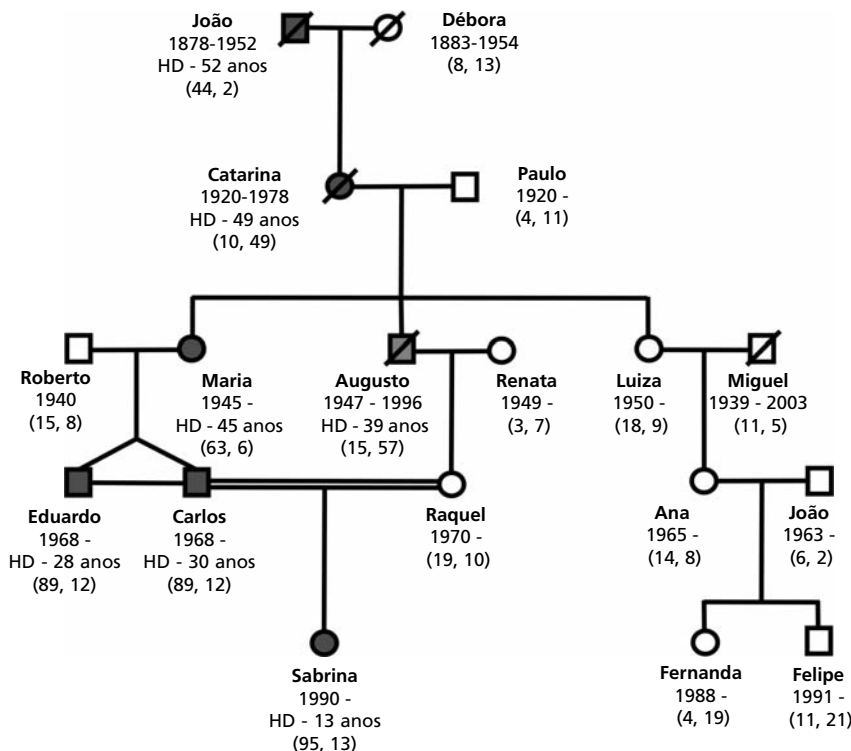 João
1878-1952
HD - 52 anos
(44, 2)
Débora
1883-1954
(8, 13)
Catarina
1920-1978
HD - 49 anos
(10, 49)
Paulo
1920 -
(4, 11)
Roberto
1940
(15, 8)
Maria
1945 -
HD - 45 anos
(63, 6)
Augusto
1947 - 1996
HD - 39 anos
(15, 57)
Renata
1949 -
(3, 7)
Luiza
1950 -
(18, 9)
Miguel
1939 - 2003
(11, 5)
Eduardo
1968 -
HD - 28 anos
(89, 12)
Carlos
1968 -
HD - 30 anos
(89, 12)
Raquel
1970 -
(19, 10)
Ana
1965 -
(14, 8)
João
1963 -
(6, 2)
Sabrina
1990 -
HD - 13 anos
(95, 13)
Fernanda
1988 -
(4, 19)
Felipe
1991 -
(11, 21)